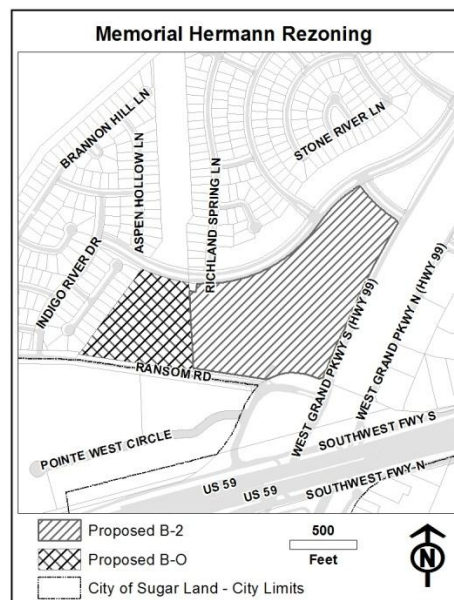 Memorial Hermann Rezoning
BRANNON HILL LN
ASPEN HOLLOW LN
RICHLAND SPRING LN
STONE RIVER LN
INDIGO RIVER DR
RANSOM RD
WEST GRAND PKWY S (HWY 99)
WEST GRAND PKWY N (HWY 99)
POINTE WEST CIRCLE
SOUTHWEST FWY S
US 59
US 59
SOUTHWEST FWY N
Proposed B-2
Proposed B-O
City of Sugar Land - City Limits
500
Feet
N